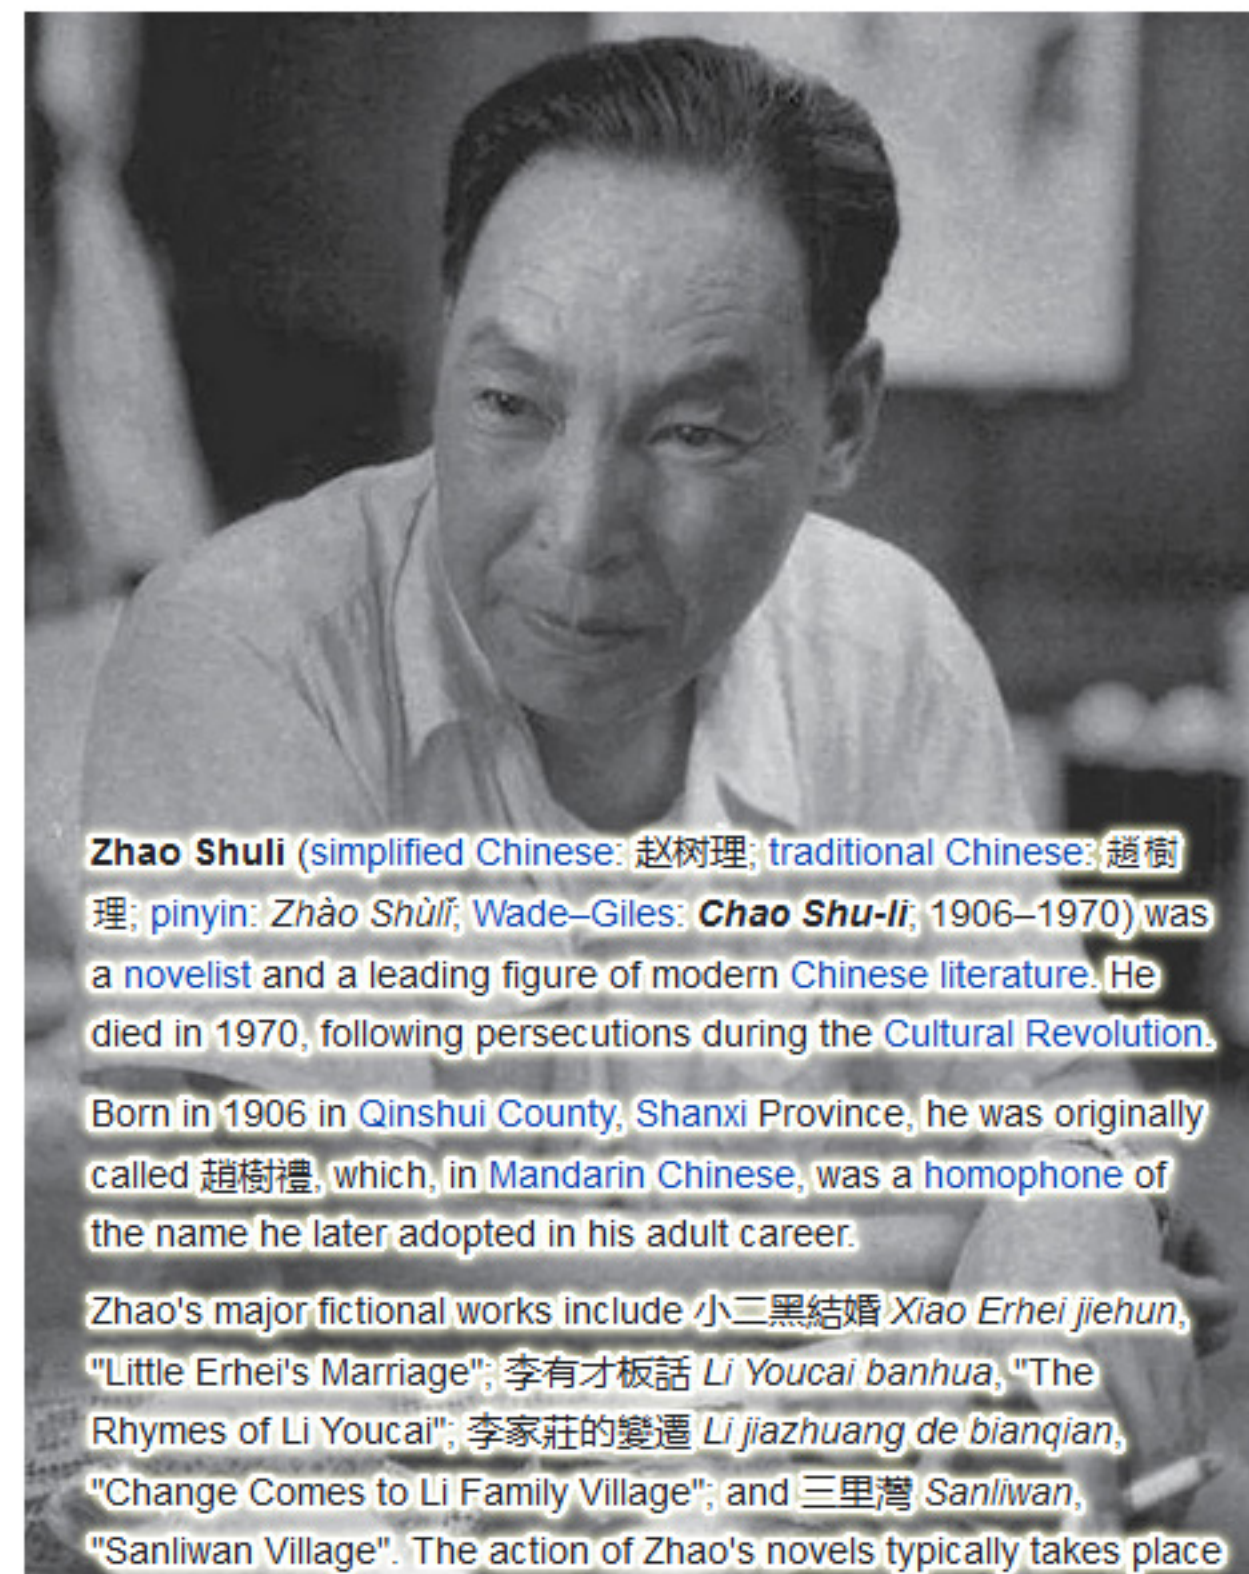 Zhao Shuli (simplified Chinese: 赵树理; traditional Chinese: 趙樹
理; pinyin: Zhào Shùlǐ; Wade–Giles: Chao Shu-li; 1906–1970) was
a novelist and a leading figure of modern Chinese literature. He
died in 1970, following persecutions during the Cultural Revolution.
Born in 1906 in Qinshui County, Shanxi Province, he was originally
called 趙樹禮, which, in Mandarin Chinese, was a homophone of
the name he later adopted in his adult career.
Zhao's major fictional works include 小二黑結婚 Xiao Erhei jiehun,
"Little Erhei's Marriage"; 李有才板話 Li Youcai banhua, "The
Rhymes of Li Youcai"; 李家莊的變遷 Li jiazhuang de bianqian,
"Change Comes to Li Family Village"; and 三里灣 Sanliwan,
"Sanliwan Village". The action of Zhao's novels typically takes place